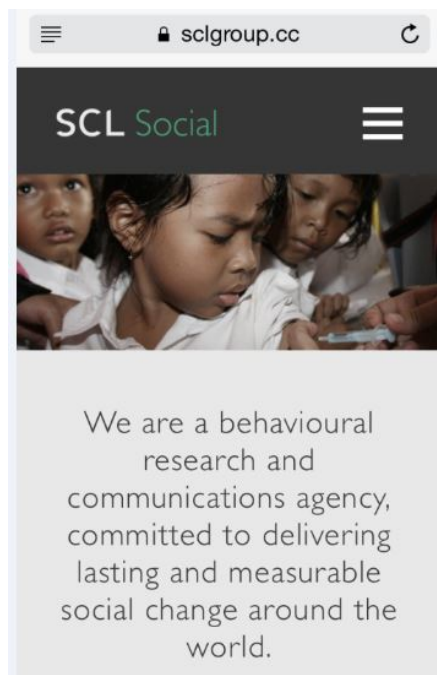 sclgroup.cc
SCL Social
We are a behavioural
research and
communications agency,
committed to delivering
lasting and measurable
social change around the
world.